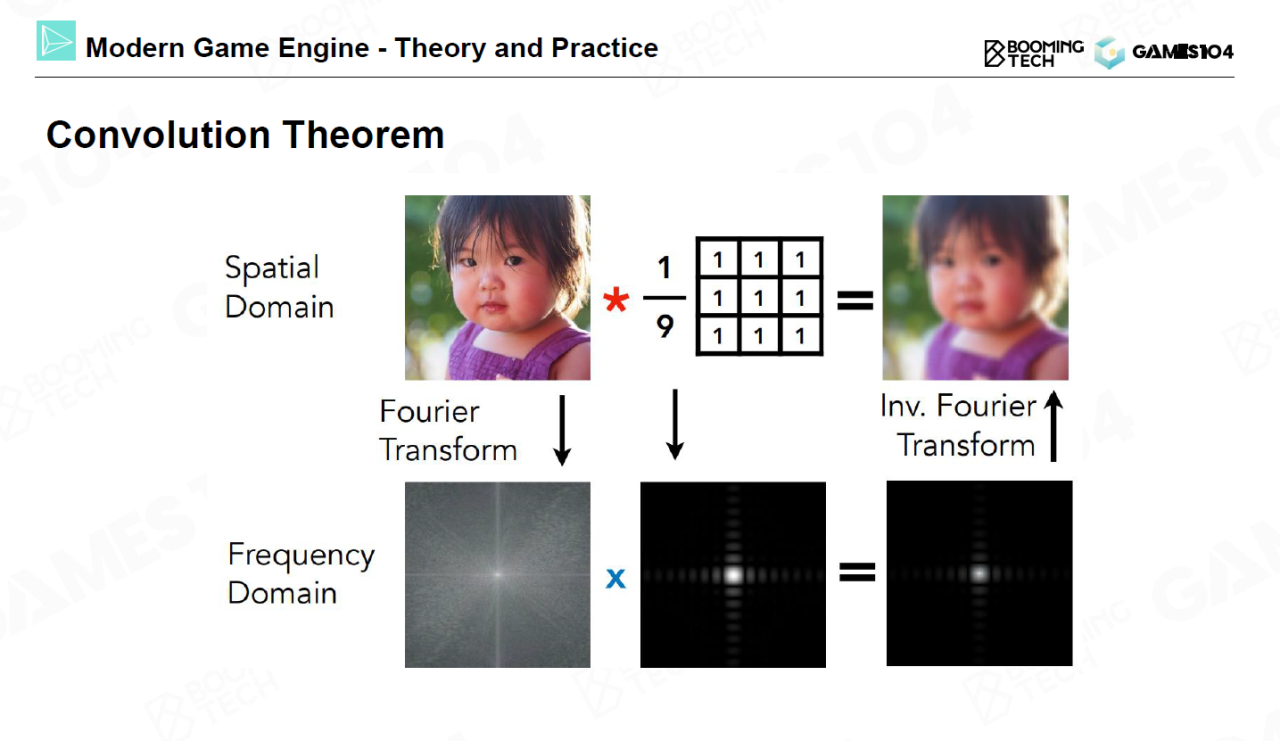 Modern Game Engine - Theory and Practice
BOOMING
TECH
GAMES104
Convolution Theorem
Spatial
Domain
*
1
9
1 1 1
1 1 1
1 1 1
=
Fourier
Transform
Inv. Fourier
Transform
Frequency
Domain
x
=